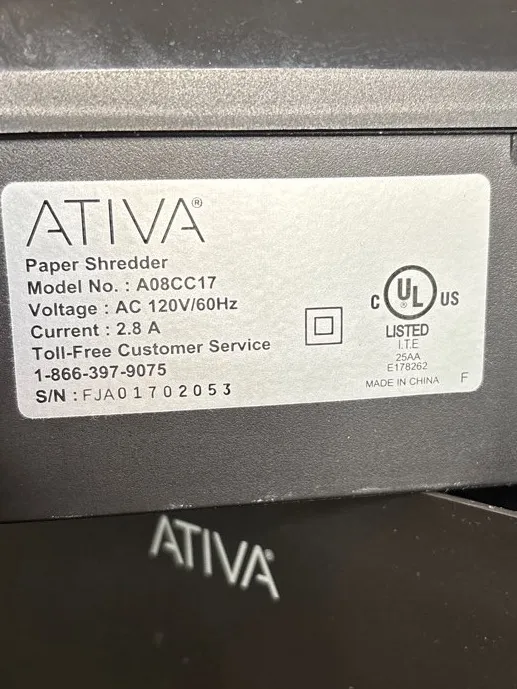 ATIVA®
Paper Shredder
Model No. : A08CC17
Voltage : AC 120V/60Hz
Current : 2.8 A
Toll-Free Customer Service
1-866-397-9075
S/N : FJA01702053
C UL US
®
LISTED
I.T.E
25AA
E178262
MADE IN CHINA F
ATIVA